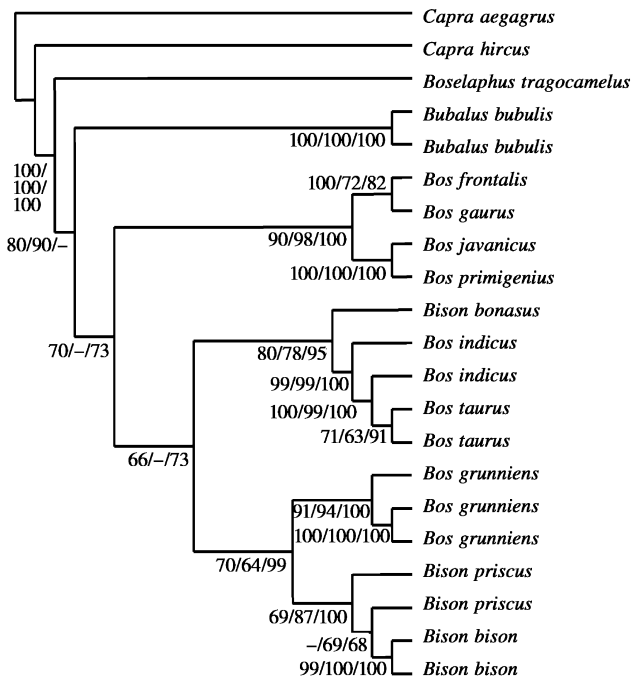 Capra aegagrus
Capra hircus
Boselaphus tragocamelus
Bubalus bubulis
100/100/100
Bubalus bubulis
100/
100/
100
100/72/82
Bos frontalis
Bos gaurus
80/90/–
90/98/100
Bos javanicus
100/100/100
Bos primigenius
Bison bonasus
70/–/73
80/78/95
Bos indicus
99/99/100
Bos indicus
100/99/100
Bos taurus
71/63/91
Bos taurus
66/–/73
Bos grunniens
91/94/100
Bos grunniens
100/100/100
Bos grunniens
70/64/99
Bison priscus
69/87/100
Bison priscus
–/69/68
Bison bison
99/100/100
Bison bison